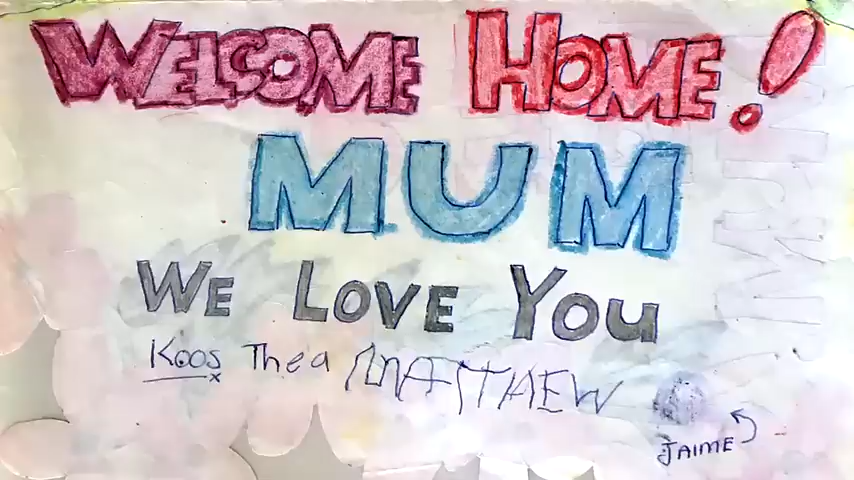 WELCOME HOME!
MUM
WE LOVE YOU
Koos Thea MATTHEW
JAIME